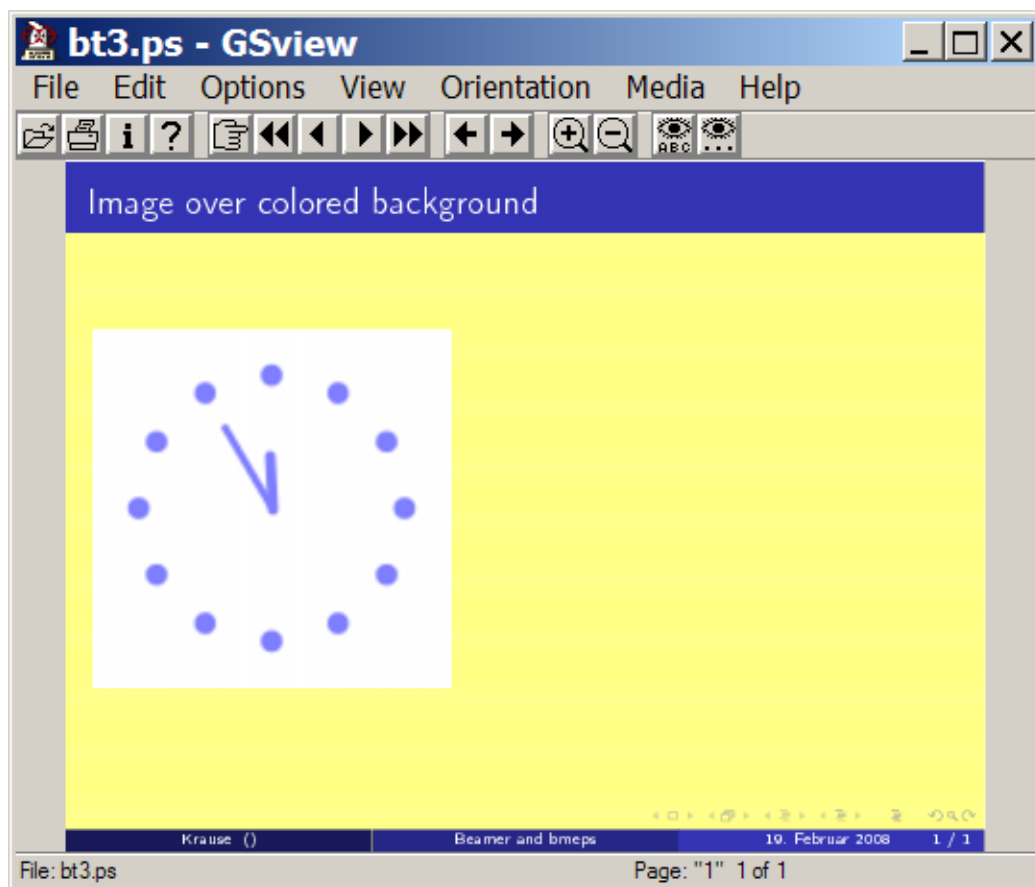 bt3.ps - GSview
File Edit Options View Orientation Media Help
i ? ABC
Image over colored background
Krause () Beamer and bmeps 19. Februar 2008 1 / 1
File: bt3.ps Page: "1" 1 of 1